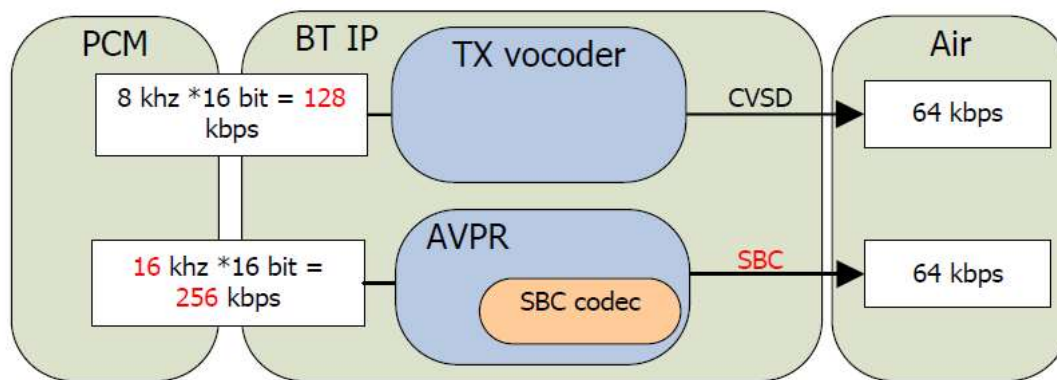 PCM
BT IP
Air
TX vocoder
8 khz *16 bit = 128
kbps
CVSD
64 kbps
AVPR
16 khz *16 bit =
256 kbps
SBC codec
SBC
64 kbps